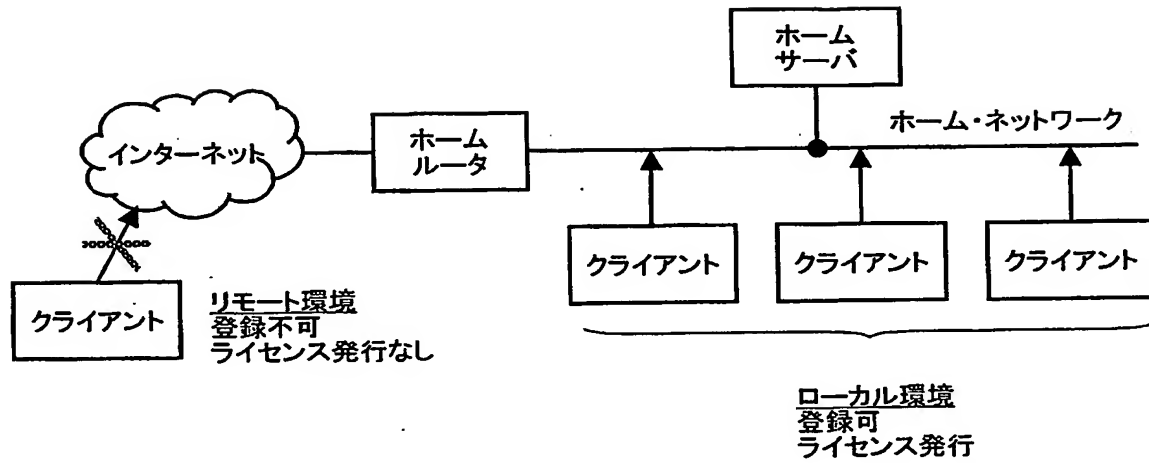 ホーム
サーバ
ホーム・ネットワーク
インターネット
ホーム
ルータ
クライアント
クライアント
クライアント
クライアント
リモート環境
登録不可
ライセンス発行なし
ローカル環境
登録可
ライセンス発行